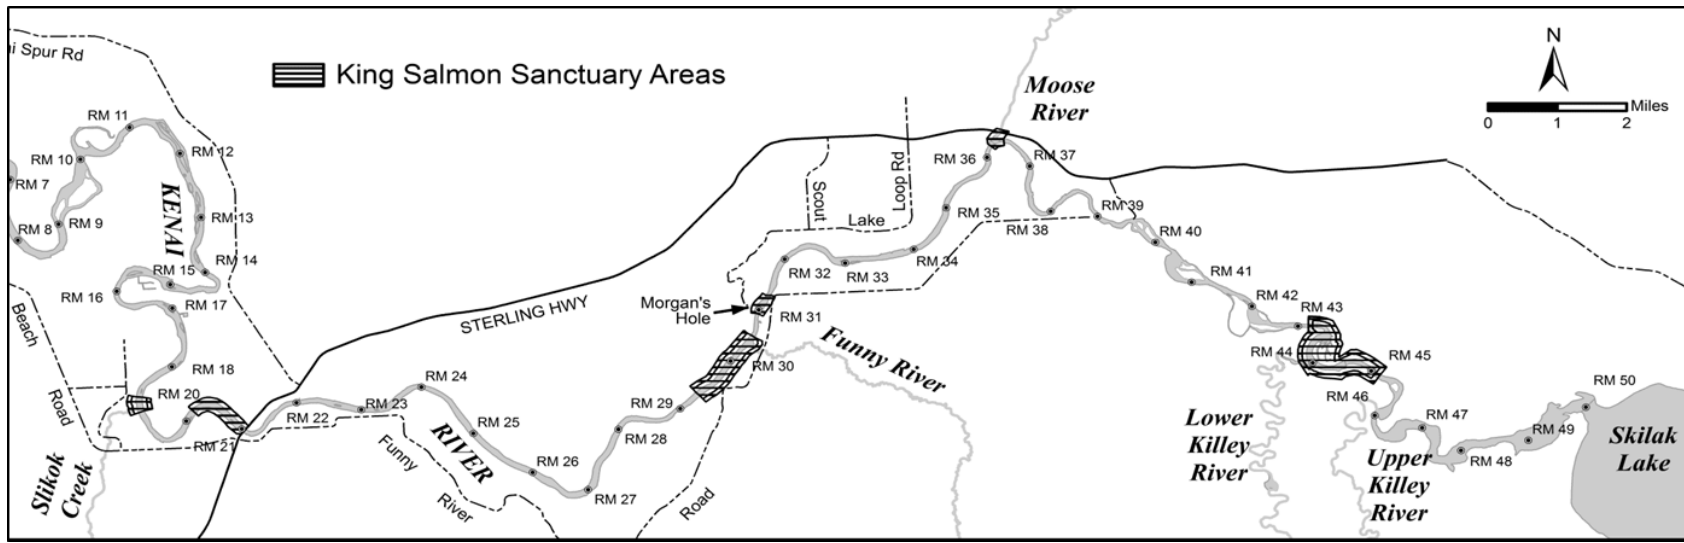 ai Spur Rd
King Salmon Sanctuary Areas
N
Miles
0 1 2
Moose
River
RM 11
RM 10
RM 12
RM 7
RM 9
RM 8
KENAI
RM 13
RM 14
RM 15
RM 16
RM 17
RM 18
Beach
Road
RM 20
RM 21
RM 22
RM 23
RM 24
RM 25
RM 26
RM 27
RM 28
RM 29
RM 30
RM 31
RM 32
RM 33
RM 34
RM 35
RM 36
RM 37
RM 38
RM 39
RM 40
RM 41
RM 42
RM 43
RM 44
RM 45
RM 46
RM 47
RM 48
RM 49
RM 50
STERLING HWY
Scout
Lake
Loop Rd
Morgan's
Hole
Funny River
RIVER
Funny
River
Road
Slikok
Creek
Lower
Killey
River
Upper
Killey
River
Skilak
Lake